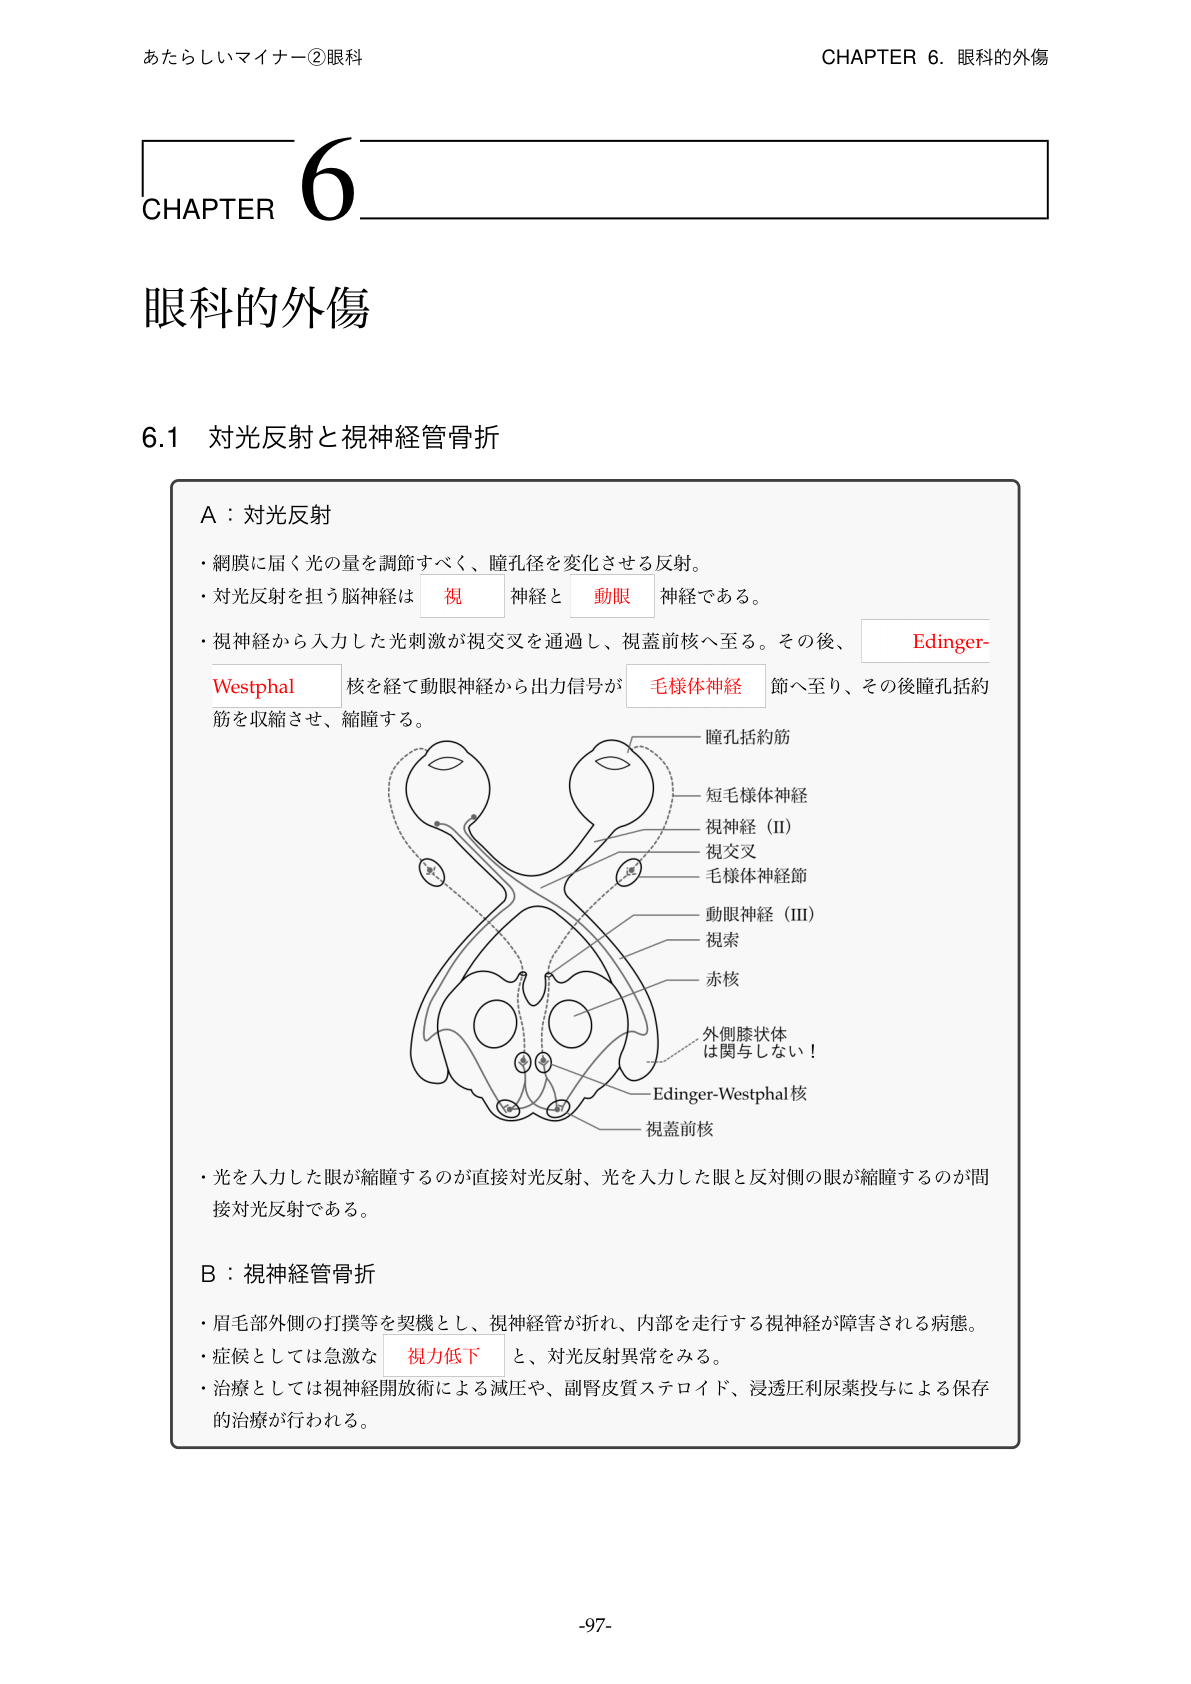 あたらしいマイナー②眼科 CHAPTER 6. 眼科的外傷
CHAPTER 6
眼科的外傷
6.1 対光反射と視神経管骨折
A：対光反射
・網膜に届く光の量を調節すべく、瞳孔径を変化させる反射。
・対光反射を担う脳神経は 視 神経と 動眼 神経である。
・視神経から入力した光刺激が視交叉を通過し、視蓋前核へ至る。その後、 Edinger-
Westphal 核を経て動眼神経から出力信号が 毛様体神経 節へ至り、その後瞳孔括約
筋を収縮させ、縮瞳する。
瞳孔括約筋
短毛様体神経
視神経（II）
視交叉
毛様体神経節
動眼神経（III）
視索
赤核
外側膝状体
は関与しない！
Edinger-Westphal核
視蓋前核
・光を入力した眼が縮瞳するのが直接対光反射、光を入力した眼と反対側の眼が縮瞳するのが間
接対光反射である。
B：視神経管骨折
・眉毛部外側の打撲等を契機とし、視神経管が折れ、内部を走行する視神経が障害される病態。
・症候としては急激な 視力低下 と、対光反射異常をみる。
・治療としては視神経開放術による減圧や、副腎皮質ステロイド、浸透圧利尿薬投与による保存
的治療が行われる。
-97-